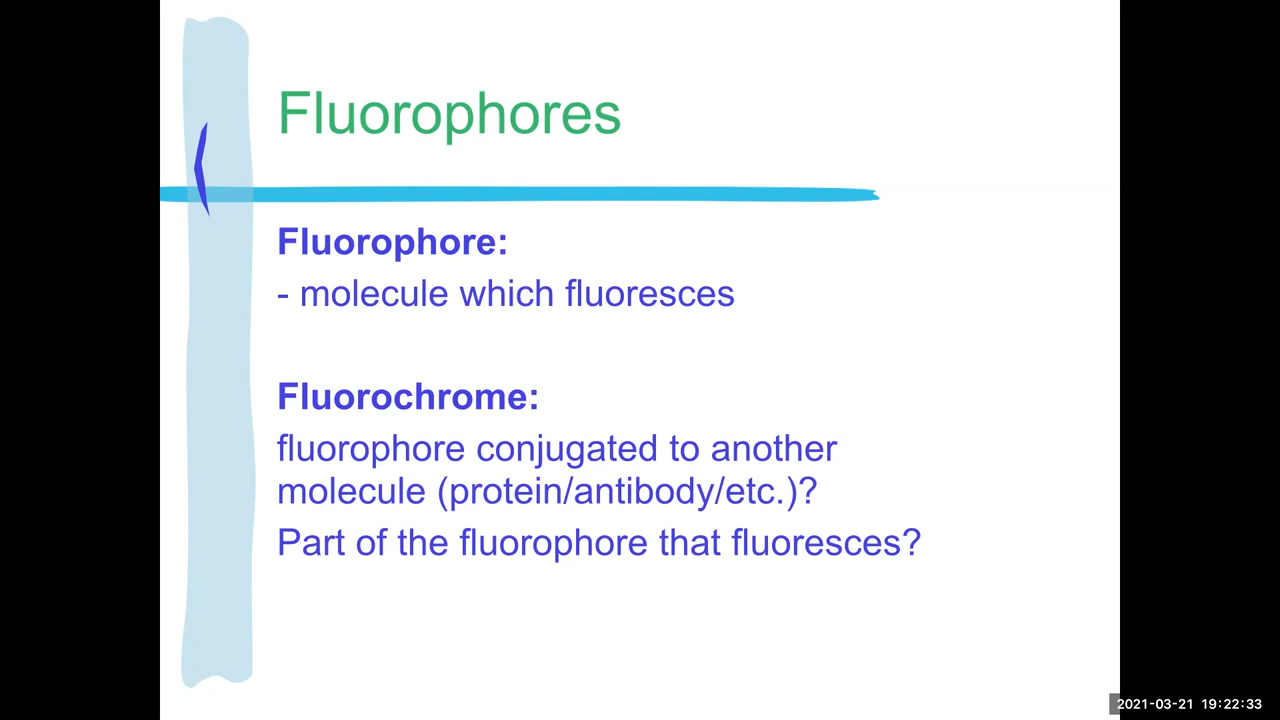 Fluorophores
Fluorophore:
- molecule which fluoresces
Fluorochrome:
fluorophore conjugated to another
molecule (protein/antibody/etc.)?
Part of the fluorophore that fluoresces?
2021-03-21 19:22:33